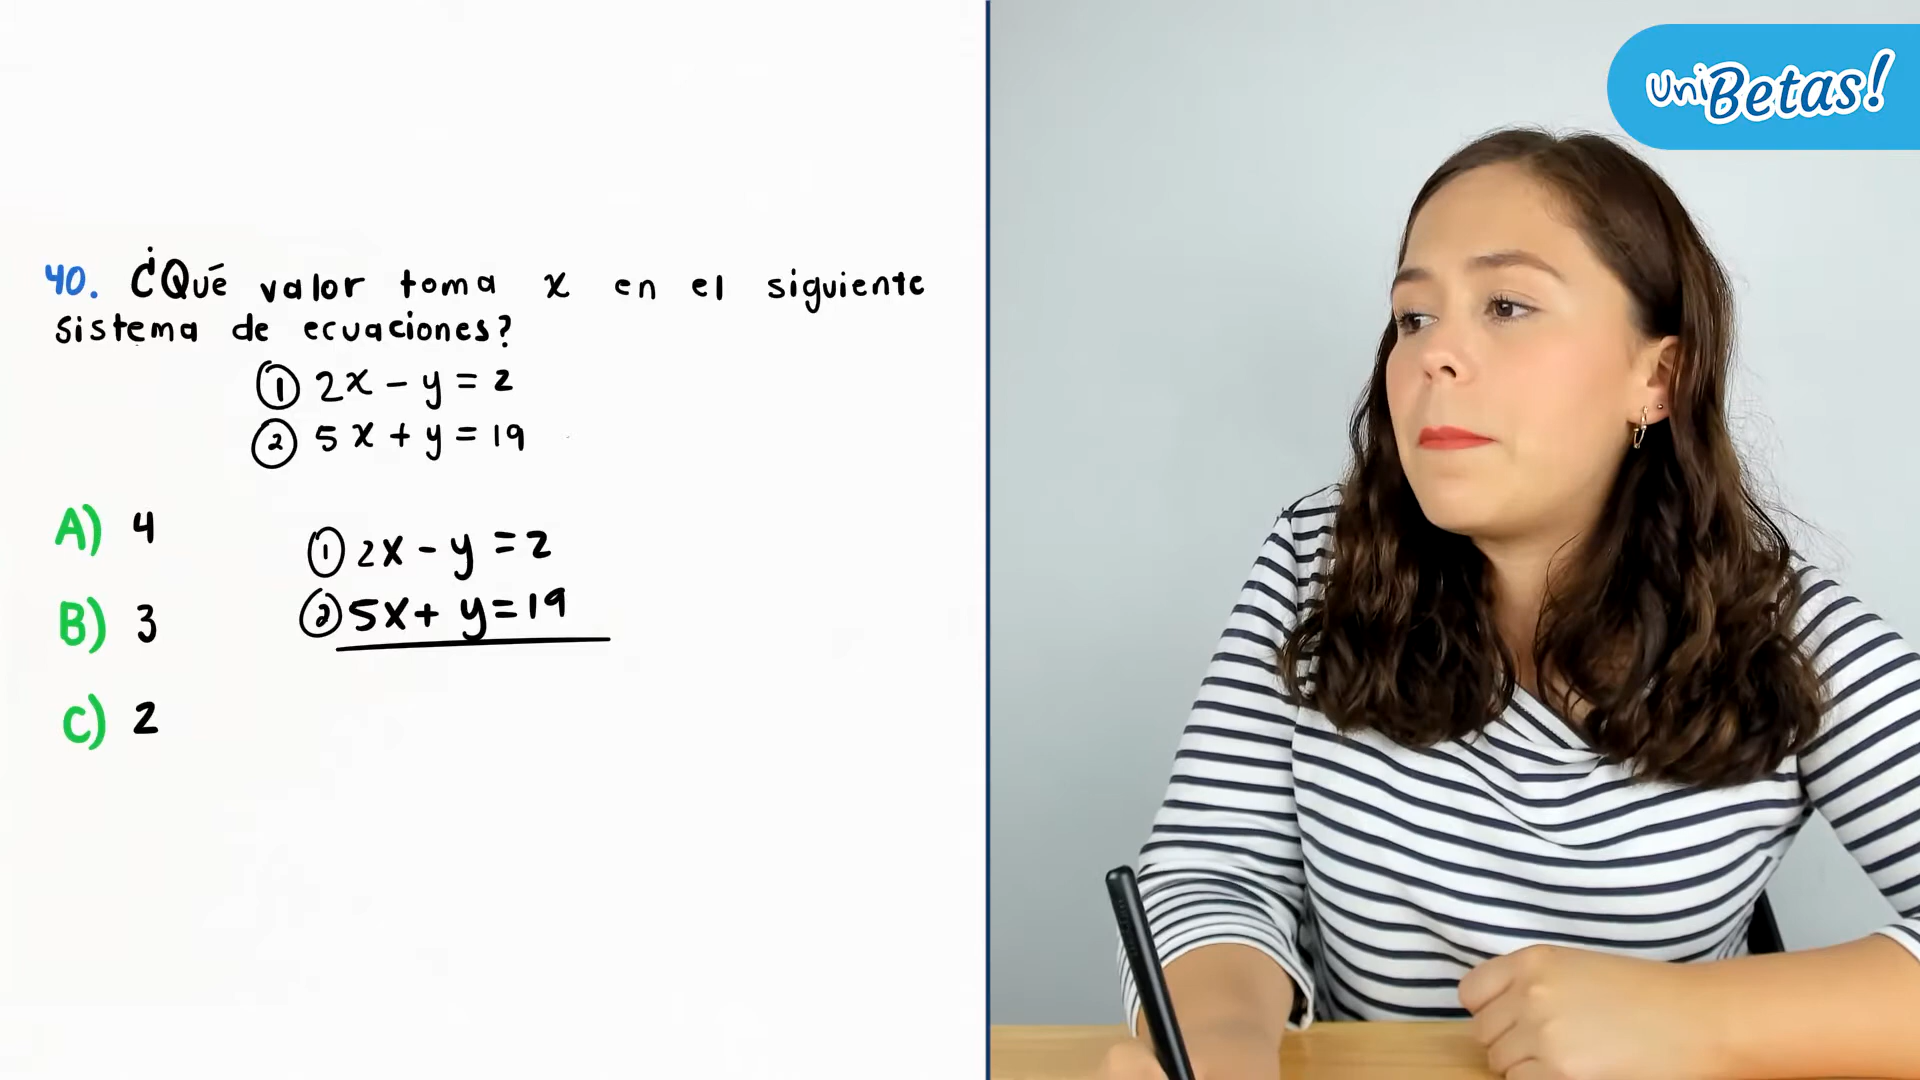 40. ¿Qué valor toma x en el siguiente
sistema de ecuaciones?
① 2x - y = 2
② 5x + y = 19
A) 4
B) 3
C) 2
① 2x - y = 2
② 5x + y = 19
uniBetas!